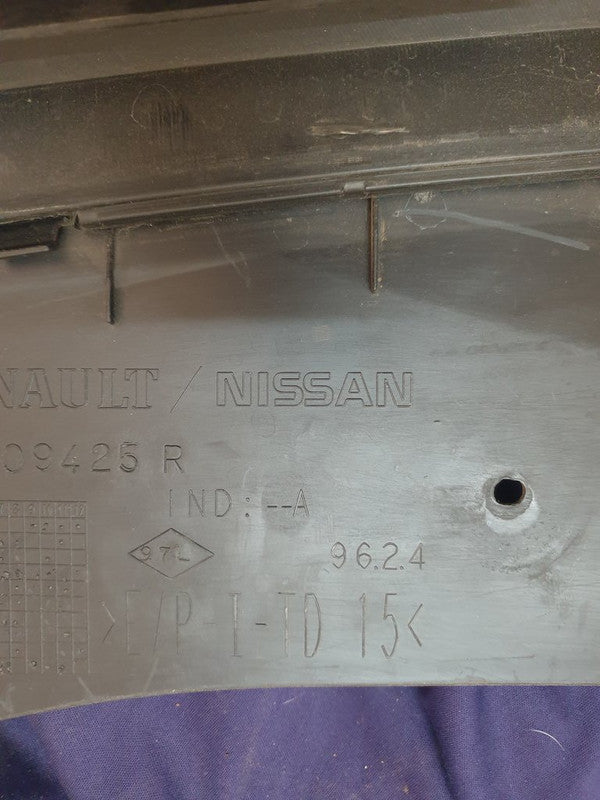 NAULT / NISSAN
09425 R
IND:--A
97L
96.2.4
>E/P-I-TD 15<